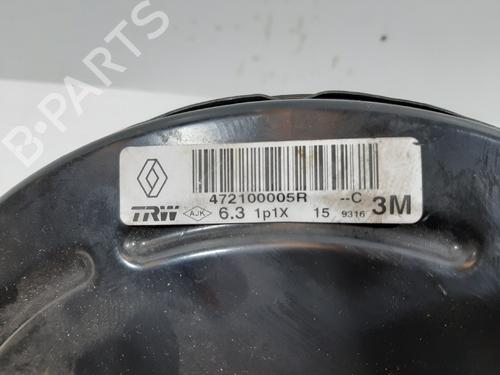 B-PARTS
472100005R --C
TRW AJK 6.3 1p1X 15 9316 3M